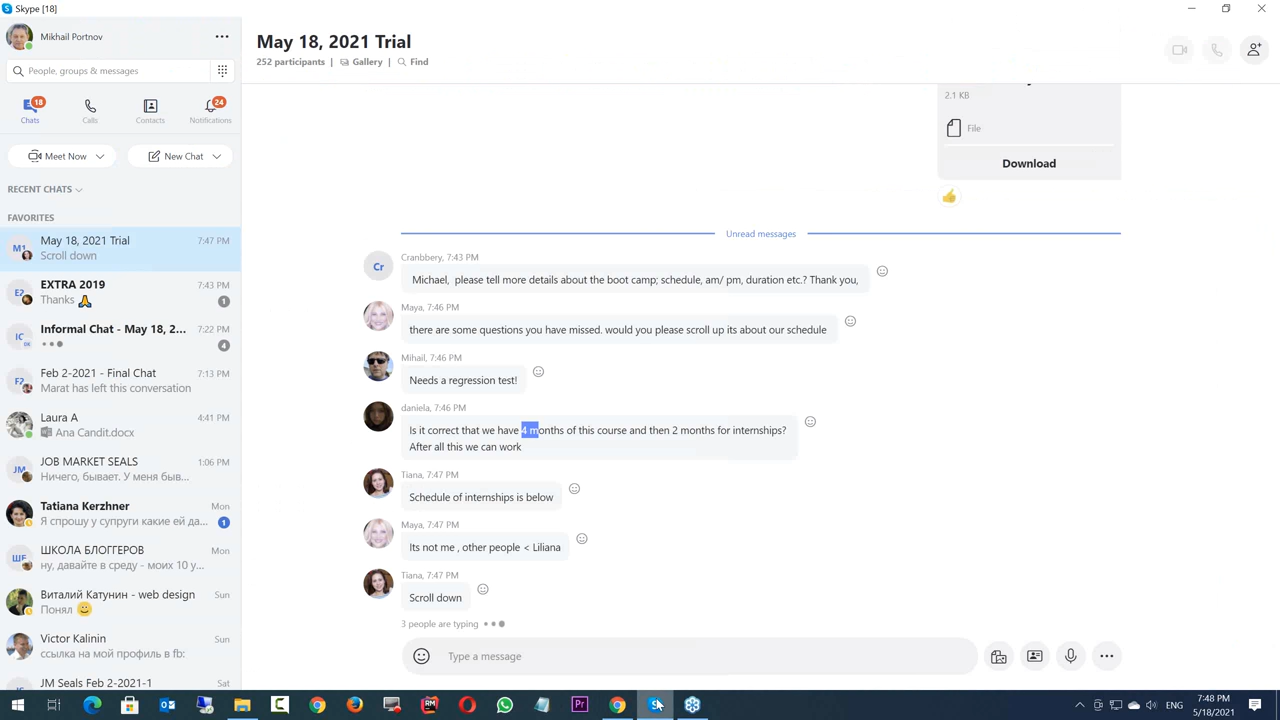 Skype [18]
Mikhail Portnov
People, groups & messages
18
Chats
Calls
Contacts
24
Notifications
Meet Now
New Chat
RECENT CHATS
FAVORITES
M1
May 18, 2021 Trial
7:47 PM
Scroll down
E2
EXTRA 2019
7:43 PM
Thanks 🙏
1
IC
Informal Chat - May 18, 2...
7:22 PM
4
F2
Feb 2-2021 - Final Chat
7:13 PM
Marat has left this conversation
Laura A
4:41 PM
Ana Candit.docx
JM
JOB MARKET SEALS
1:06 PM
Ничего, бывает. У меня быв...
Tatiana Kerzhner
Mon
Я спрошу у супруги какие ей да...
1
ШЕ
ШКОЛА БЛОГГЕРОВ
Mon
ну, давайте в среду - моих 10 у...
Виталий Катунин - web design
Sun
Понял
Victor Kalinin
Sun
ссылка на мой профиль в fb:
JM Seals Feb 2-2021-1
Sat
May 18, 2021 Trial
252 participants | Gallery | Find
2.1 KB
File
Download
Unread messages
Cr
Cranbbery, 7:43 PM
Michael, please tell more details about the boot camp; schedule, am/ pm, duration etc.? Thank you,
Maya, 7:46 PM
there are some questions you have missed. would you please scroll up its about our schedule
Mihail, 7:46 PM
Needs a regression test!
daniela, 7:46 PM
Is it correct that we have 4 months of this course and then 2 months for internships?
After all this we can work
Tiana, 7:47 PM
Schedule of internships is below
Maya, 7:47 PM
Its not me , other people < Liliana
Tiana, 7:47 PM
Scroll down
3 people are typing
Type a message
ENG
7:48 PM
5/18/2021